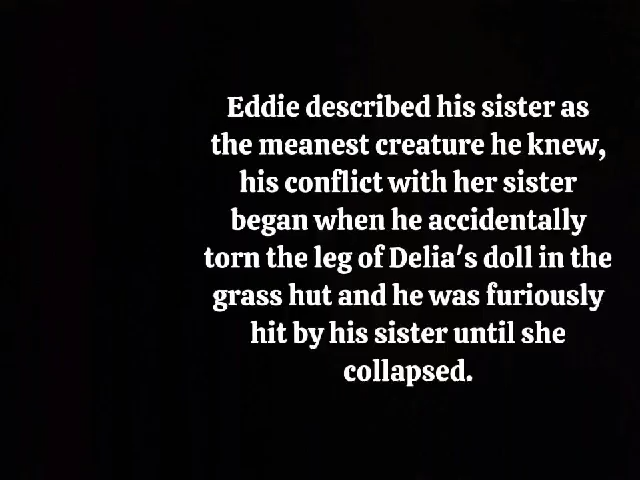 Eddie described his sister as
the meanest creature he knew,
his conflict with her sister
began when he accidentally
torn the leg of Delia's doll in the
grass hut and he was furiously
hit by his sister until she
collapsed.